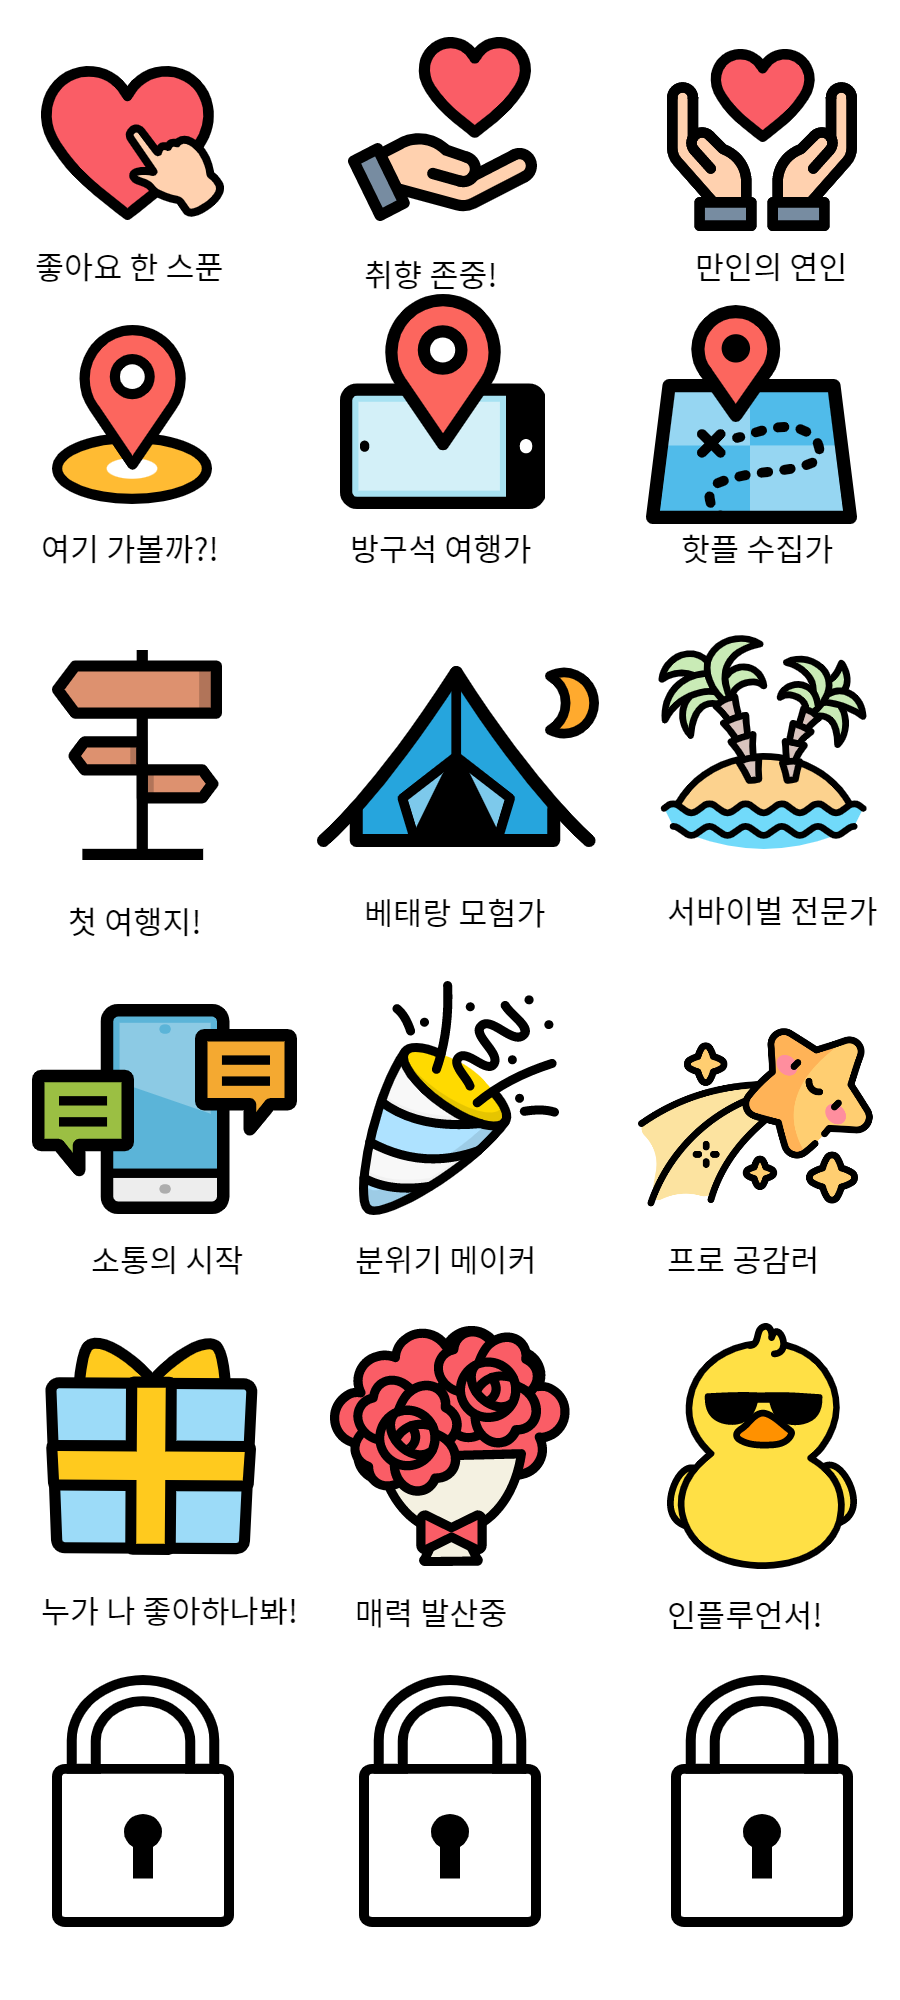 좋아요 한 스푼
취향 존중!
만인의 연인
여기 가볼까?!
방구석 여행가
핫플 수집가
첫 여행지!
베태랑 모험가
서바이벌 전문가
소통의 시작
분위기 메이커
프로 공감러
누가 나 좋아하나봐!
매력 발산중
인플루언서!